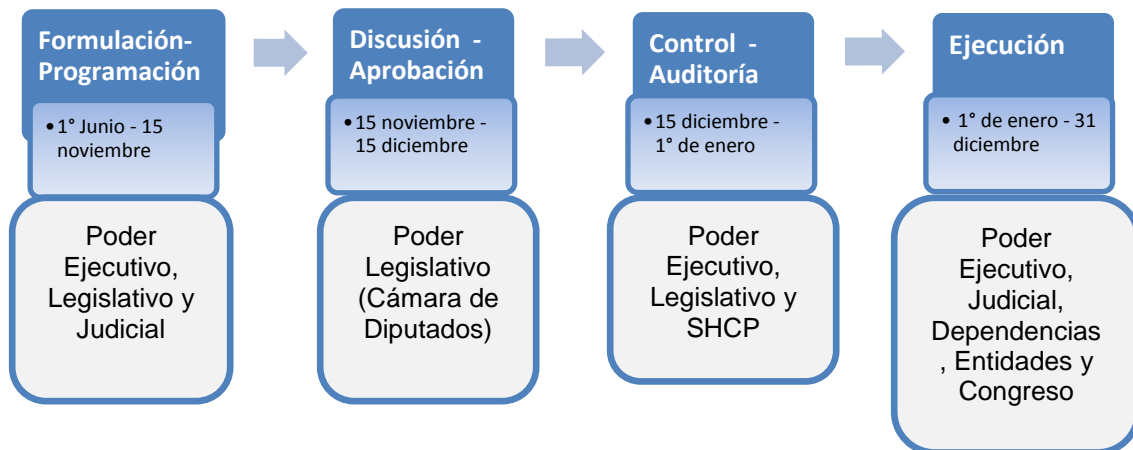 Formulación-
Programación
• 1° Junio - 15
noviembre
Poder
Ejecutivo,
Legislativo y
Judicial
Discusión -
Aprobación
• 15 noviembre -
15 diciembre
Poder
Legislativo
(Cámara de
Diputados)
Control -
Auditoría
• 15 diciembre -
1° de enero
Poder
Ejecutivo,
Legislativo y
SHCP
Ejecución
• 1° de enero - 31
diciembre
Poder
Ejecutivo,
Judicial,
Dependencias
, Entidades y
Congreso